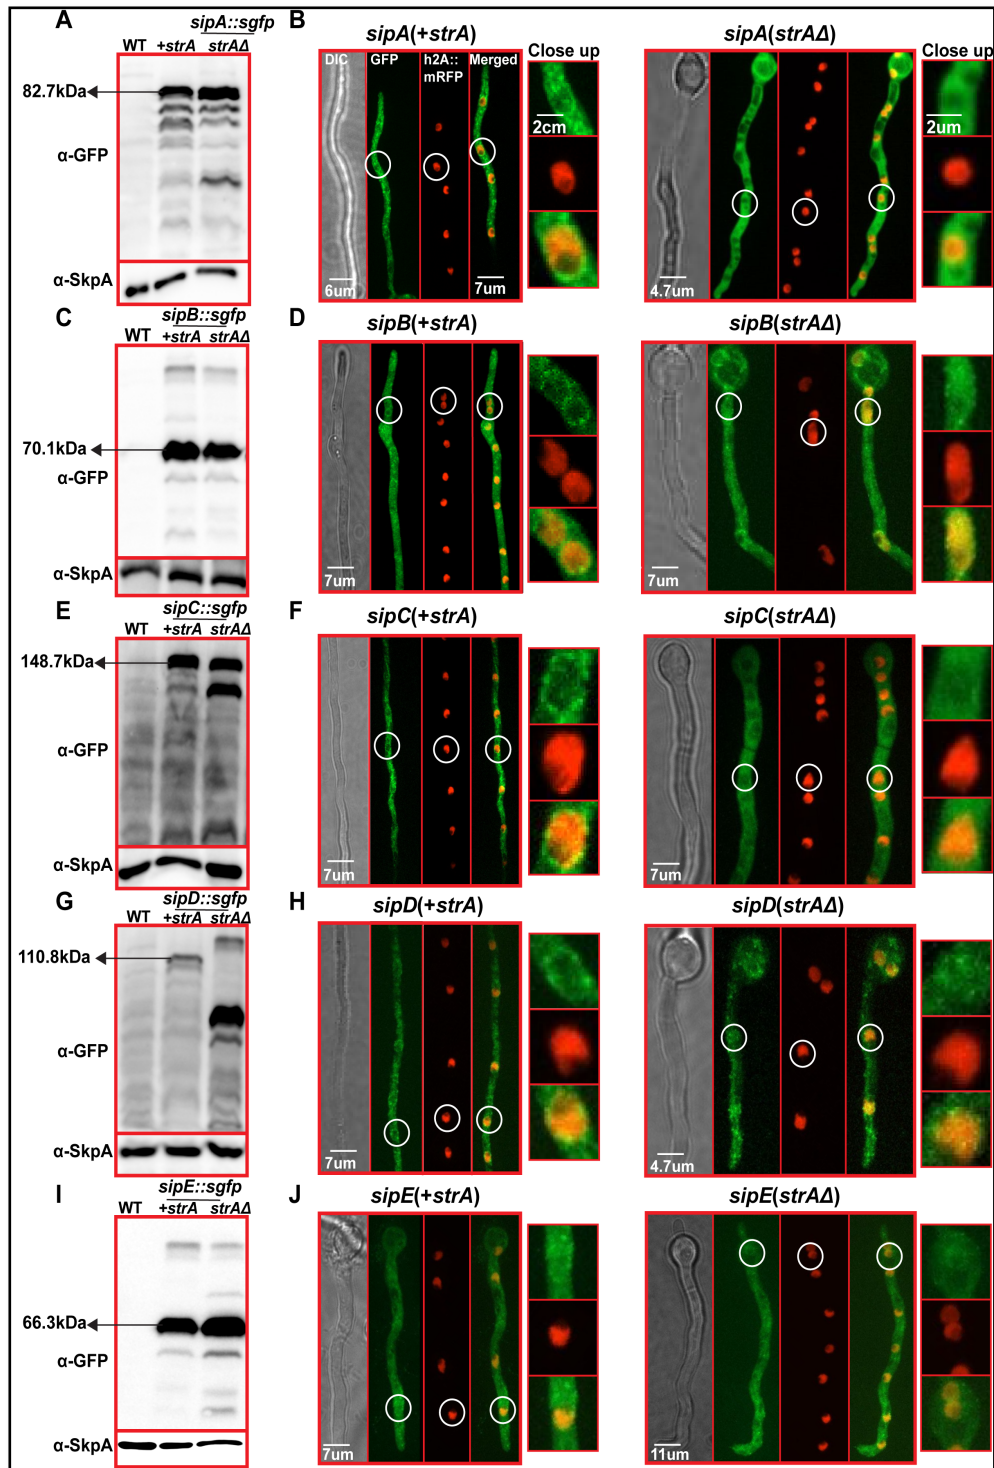 A
sipA::sgfp
WT +strA strAΔ
82.7kDa
α-GFP
α-SkpA
B
sipA(+strA)
DIC GFP h2A::mRFP Merged
Close up
2cm
6um
7um
sipA(strAΔ)
Close up
2um
4.7um
C
sipB::sgfp
WT +strA strAΔ
70.1kDa
α-GFP
α-SkpA
D
sipB(+strA)
7um
sipB(strAΔ)
7um
E
sipC::sgfp
WT +strA strAΔ
148.7kDa
α-GFP
α-SkpA
F
sipC(+strA)
7um
sipC(strAΔ)
7um
G
sipD::sgfp
WT +strA strAΔ
110.8kDa
α-GFP
α-SkpA
H
sipD(+strA)
7um
sipD(strAΔ)
4.7um
I
sipE::sgfp
WT +strA strAΔ
66.3kDa
α-GFP
α-SkpA
J
sipE(+strA)
7um
sipE(strAΔ)
11um